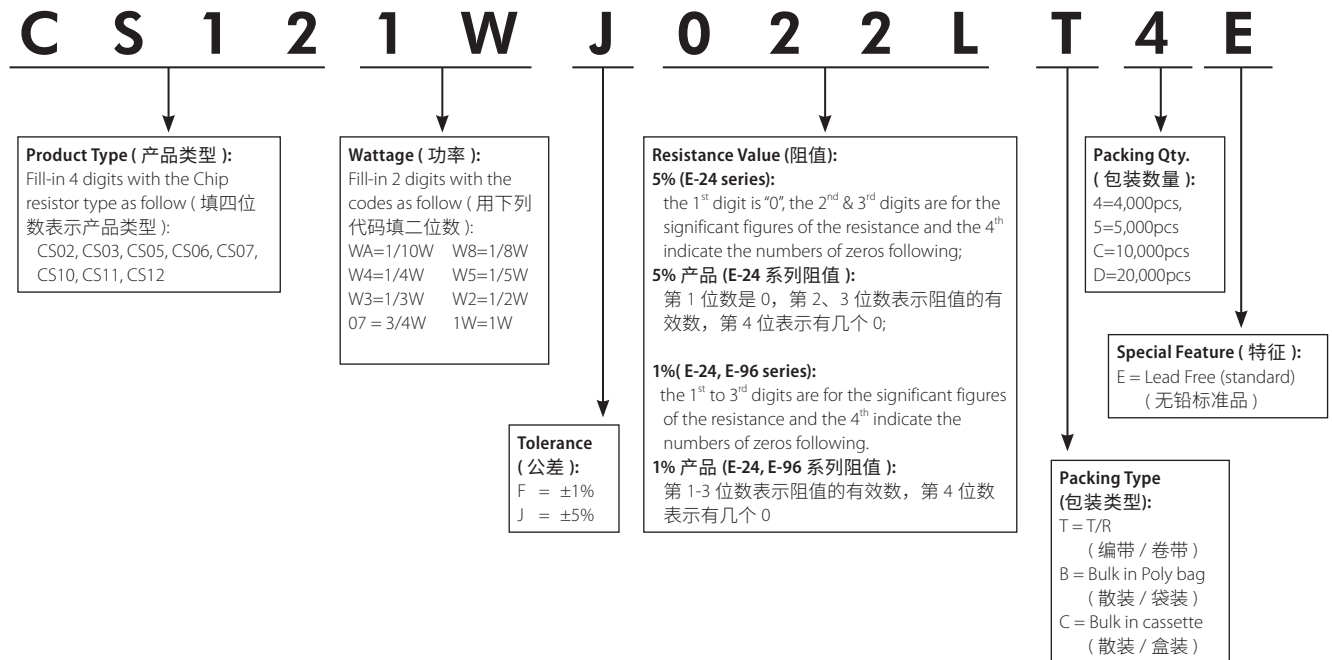 C S 1 2 1 W J 0 2 2 L T 4 E
Product Type ( 产品类型 ):
Fill-in 4 digits with the Chip
resistor type as follow ( 填四位
数表示产品类型 ):
CS02, CS03, CS05, CS06, CS07,
CS10, CS11, CS12
Wattage ( 功率 ):
Fill-in 2 digits with the
codes as follow ( 用下列
代码填二位数 ):
WA=1/10W W8=1/8W
W4=1/4W W5=1/5W
W3=1/3W W2=1/2W
07 = 3/4W 1W=1W
Tolerance
( 公差 ):
F = ±1%
J = ±5%
Resistance Value (阻值):
5% (E-24 series):
the 1st digit is "0", the 2nd & 3rd digits are for the
significant figures of the resistance and the 4th
indicate the numbers of zeros following;
5% 产品 (E-24 系列阻值 ):
第 1 位数是 0，第 2、3 位数表示阻值的有
效数，第 4 位表示有几个 0;
1%( E-24, E-96 series):
the 1st to 3rd digits are for the significant figures
of the resistance and the 4th indicate the
numbers of zeros following.
1% 产品 (E-24, E-96 系列阻值 ):
第 1-3 位数表示阻值的有效数，第 4 位数
表示有几个 0
Packing Type
(包装类型):
T = T/R
( 编带 / 卷带 )
B = Bulk in Poly bag
( 散装 / 袋装 )
C = Bulk in cassette
( 散装 / 盒装 )
Packing Qty.
( 包装数量 ):
4=4,000pcs,
5=5,000pcs
C=10,000pcs
D=20,000pcs
Special Feature ( 特征 ):
E = Lead Free (standard)
( 无铅标准品 )